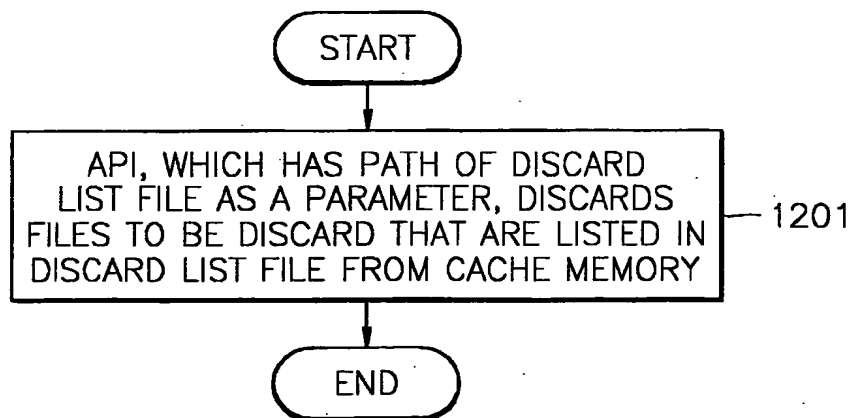 START
API, WHICH HAS PATH OF DISCARD
LIST FILE AS A PARAMETER, DISCARDS
FILES TO BE DISCARD THAT ARE LISTED IN
DISCARD LIST FILE FROM CACHE MEMORY
1201
END